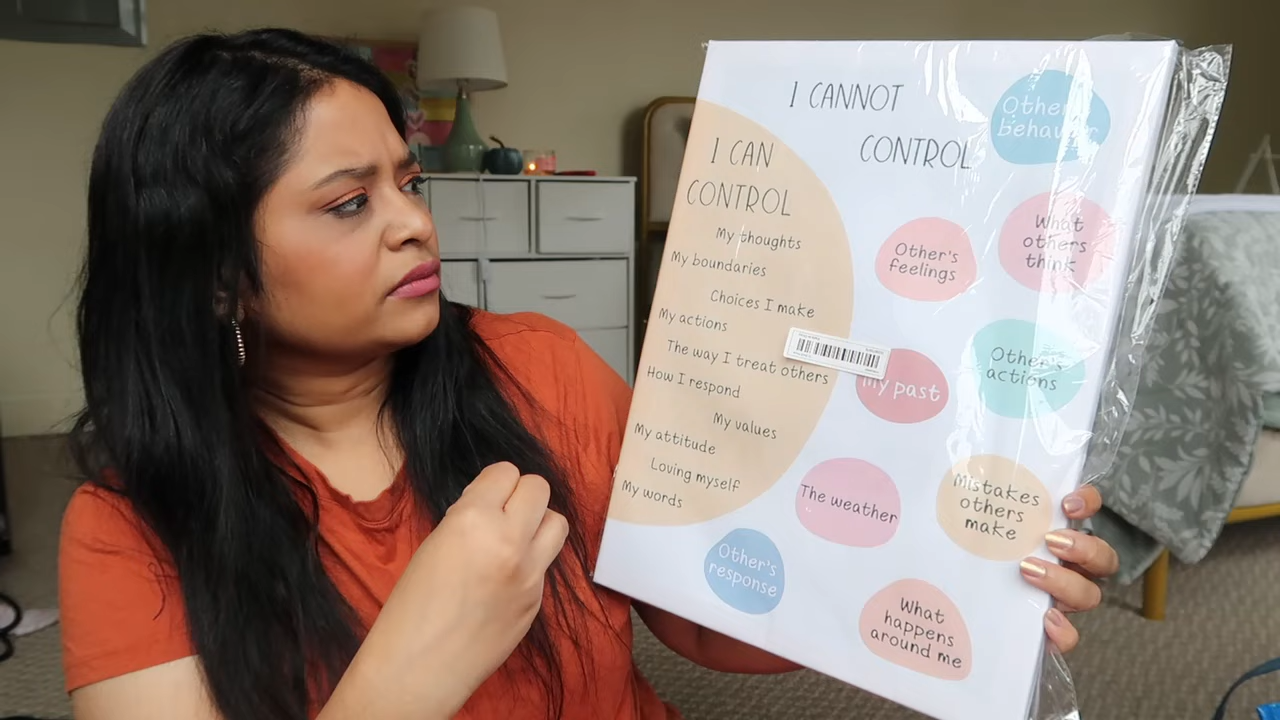 I CANNOT
CONTROL
I CAN
CONTROL
My thoughts
My boundaries
Choices I make
My actions
The way I treat others
How I respond
My values
My attitude
Loving myself
My words
Other's
feelings
What
others
think
My past
Other's
actions
The weather
Mistakes
others
make
Other's
response
What
happens
around me